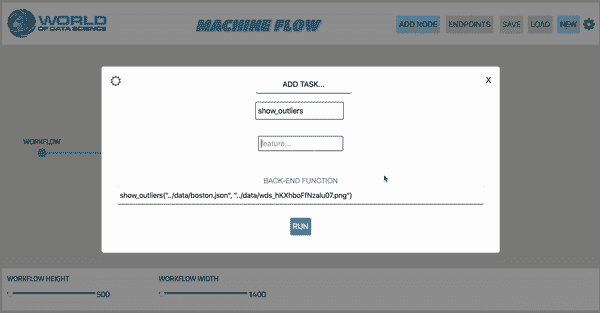 WORLD
OF DATA SCIENCE
MACHINE FLOW
ADD NODE
ENDPOINTS
SAVE
LOAD
NEW
ADD TASK...
X
show_outliers
feature...
BACK-END FUNCTION
show_outliers("../data/boston.json", "../data/wds_hKXhboFfNzalu07.png")
RUN
WORKFLOW
WORKFLOW HEIGHT
500
WORKFLOW WIDTH
1400